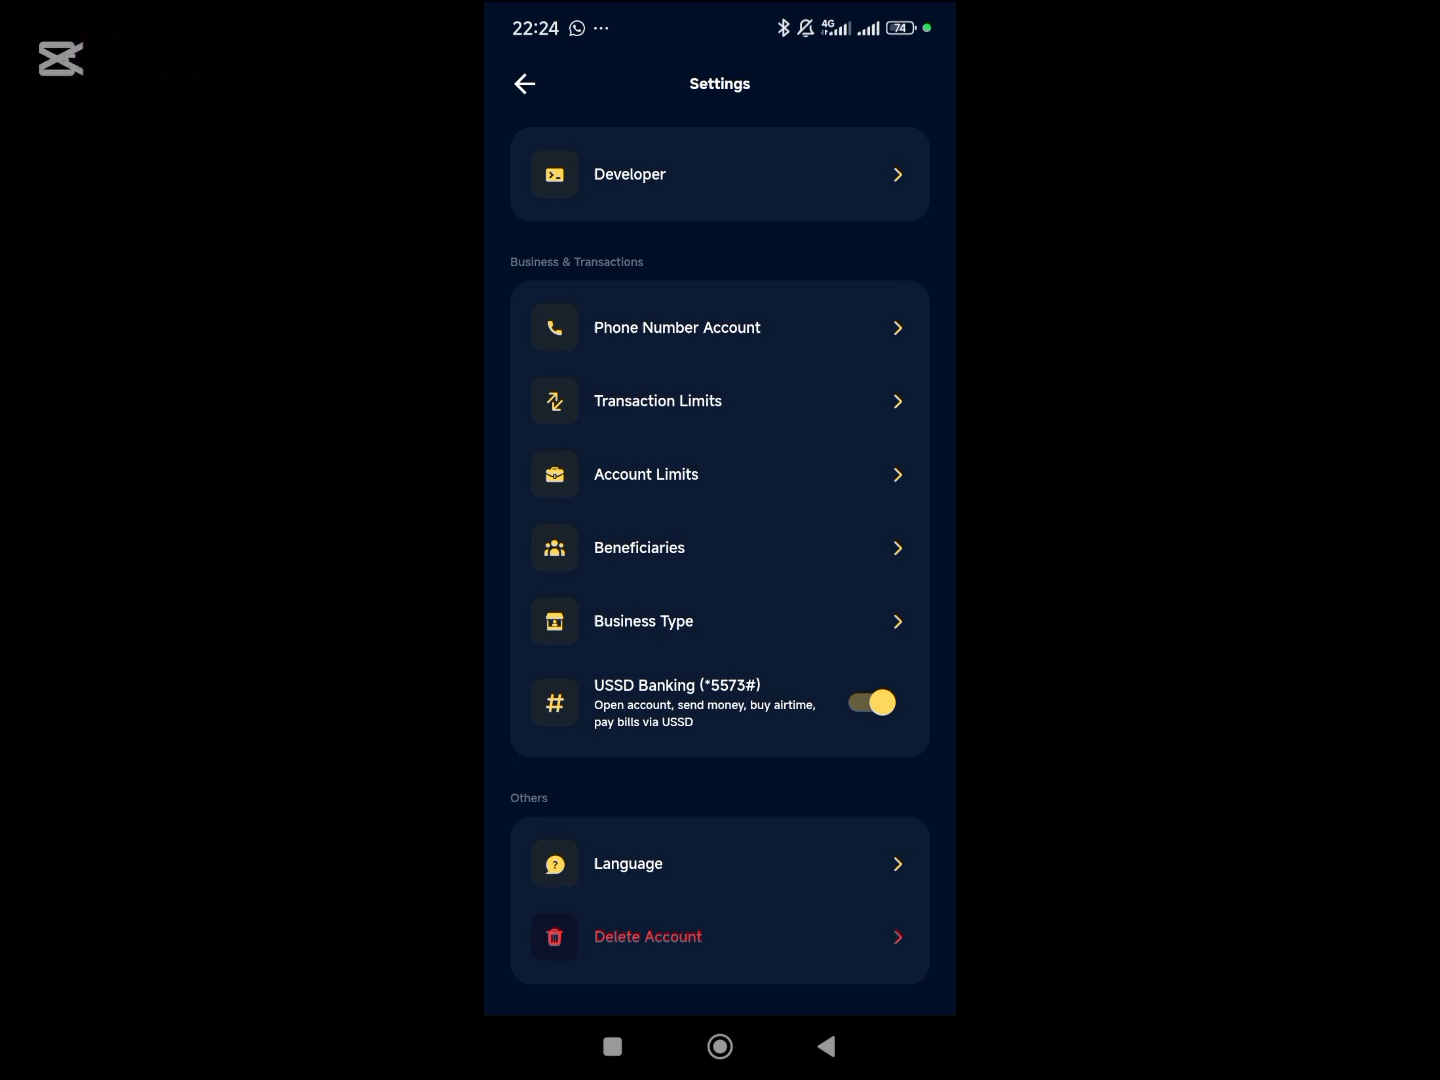 22:24
4G
74
Settings
Developer
Business & Transactions
Phone Number Account
Transaction Limits
Account Limits
Beneficiaries
Business Type
USSD Banking (*5573#)
Open account, send money, buy airtime,
pay bills via USSD
Others
Language
Delete Account